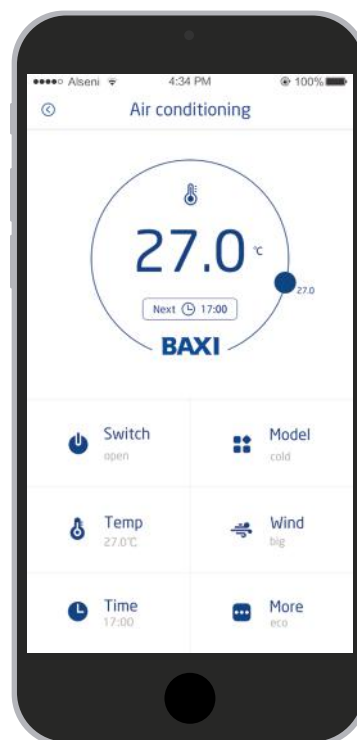 Alseni 4:34 PM 100%
Air conditioning
27.0 °C
27.0
Next 17:00
BAXI
Switch
open
Model
cold
Temp
27.0℃
Wind
big
Time
17:00
More
eco